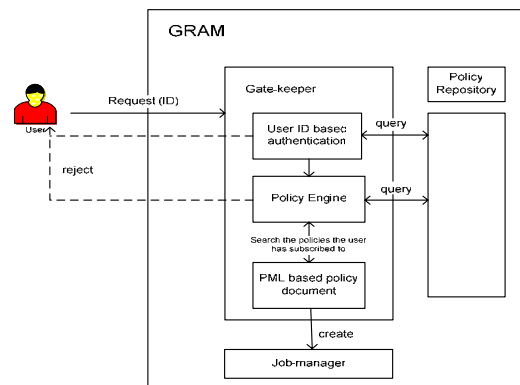 GRAM
Policy
Repository
Gate-keeper
Request (ID)
User
User ID based
authentication
query
reject
Policy Engine
query
Search the policies the user
has subscribed to
PML based policy
document
create
Job-manager